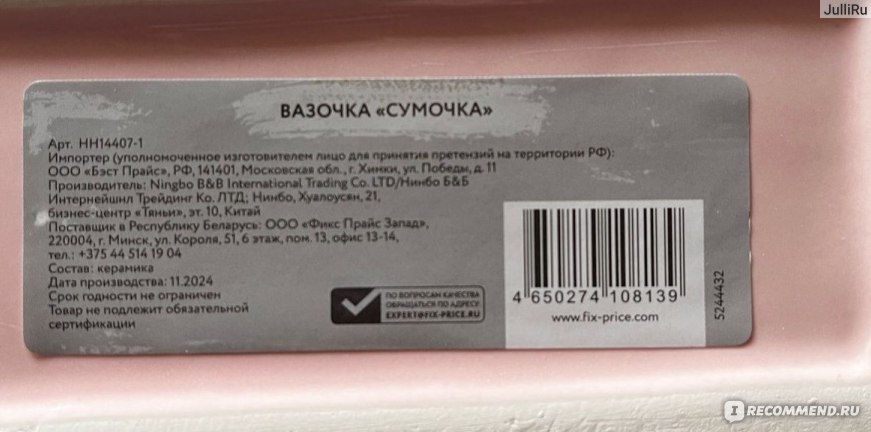 JulliRu
ВАЗОЧКА «СУМОЧКА»
Арт. HH14407-1
Импортер (уполномоченное изготовителем лицо для принятия претензий на территории РФ):
ООО «Бэст Прайс», РФ, 141401, Московская обл., г. Химки, ул. Победы, д. 11
Производитель: Ningbo B&B International Trading Co. LTD/Нинбо Б&Б
Интернейшнл Трейдинг Ко. ЛТД; Нинбо, Хуалоусян, 21,
бизнес-центр «Тяньи», эт. 10, Китай
Поставщик в Республику Беларусь: ООО «Фикс Прайс Запад»,
220004, г. Минск, ул. Короля, 51, 6 этаж, пом. 13, офис 13-14,
тел.: +375 44 514 19 04
Состав: керамика
Дата производства: 11.2024
Срок годности не ограничен
Товар не подлежит обязательной
сертификации
ПО ВОПРОСАМ КАЧЕСТВА
ОБРАЩАТЬСЯ ПО АДРЕСУ:
EXPERT@FIX-PRICE.RU
4 650274 108139
www.fix-price.com
5244432
IRECOMMEND.RU